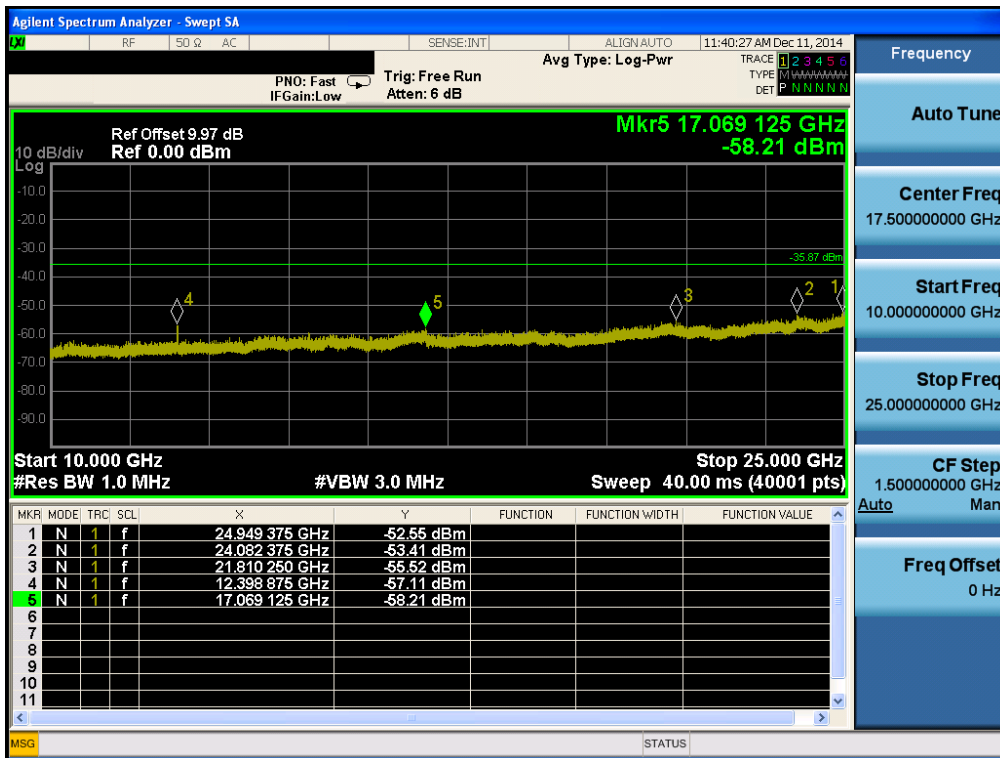 Agilent Spectrum Analyzer - Swept SA
LXI RF 50 Ω AC SENSE:INT ALIGN AUTO 11:40:27 AM Dec 11, 2014
Avg Type: Log-Pwr TRACE 1 2 3 4 5 6
PNO: Fast Trig: Free Run TYPE M
IFGain:Low Atten: 6 dB DET P N N N N N
Mkr5 17.069 125 GHz
-58.21 dBm
Ref Offset 9.97 dB
10 dB/div Ref 0.00 dBm
Log
-10.0
-20.0
-30.0
-35.87 dBm
-40.0
4 5 3 2 1
-50.0
-60.0
-70.0
-80.0
-90.0
Start 10.000 GHz Stop 25.000 GHz
#Res BW 1.0 MHz #VBW 3.0 MHz Sweep 40.00 ms (40001 pts)
MKR MODE TRC SCL X Y FUNCTION FUNCTION WIDTH FUNCTION VALUE
1 N 1 f 24.949 375 GHz -52.55 dBm
2 N 1 f 24.082 375 GHz -53.41 dBm
3 N 1 f 21.810 250 GHz -55.52 dBm
4 N 1 f 12.398 875 GHz -57.11 dBm
5 N 1 f 17.069 125 GHz -58.21 dBm
6
7
8
9
10
11
MSG STATUS
Frequency
Auto Tune
Center Freq
17.500000000 GHz
Start Freq
10.000000000 GHz
Stop Freq
25.000000000 GHz
CF Step
1.500000000 GHz
Auto Man
Freq Offset
0 Hz